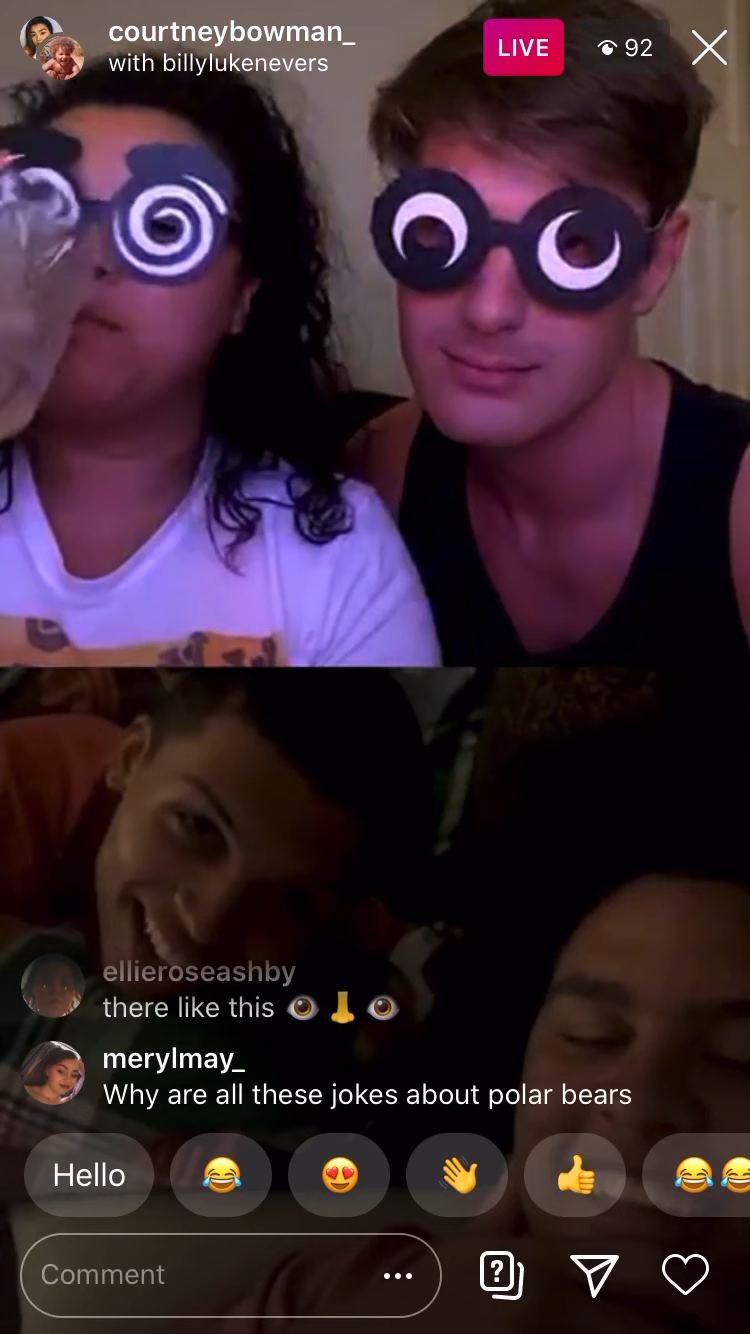 courtneybowman_
LIVE
92
with billylukenevers
ellieroseashby
there like this 👁️👃👁️
merylmay_
Why are all these jokes about polar bears
Hello
😂
😍
👋
👍
😂😂
Comment